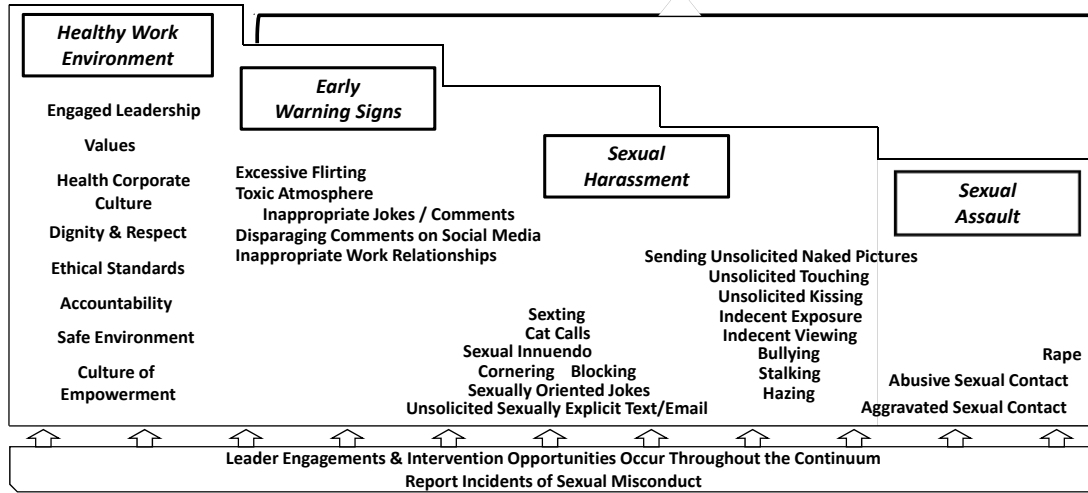 Healthy Work
Environment
Engaged Leadership
Values
Health Corporate
Culture
Dignity & Respect
Ethical Standards
Accountability
Safe Environment
Culture of
Empowerment
Early
Warning Signs
Excessive Flirting
Toxic Atmosphere
Inappropriate Jokes / Comments
Disparaging Comments on Social Media
Inappropriate Work Relationships
Sexual
Harassment
Sexting
Cat Calls
Sexual Innuendo
Cornering Blocking
Sexually Oriented Jokes
Unsolicited Sexually Explicit Text/Email
Sending Unsolicited Naked Pictures
Unsolicited Touching
Unsolicited Kissing
Indecent Exposure
Indecent Viewing
Bullying
Stalking
Hazing
Sexual
Assault
Rape
Abusive Sexual Contact
Aggravated Sexual Contact
Leader Engagements & Intervention Opportunities Occur Throughout the Continuum
Report Incidents of Sexual Misconduct